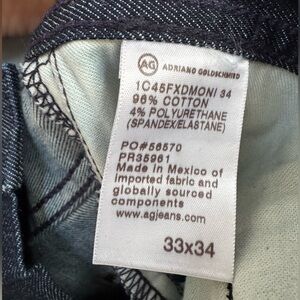 AG ADRIANO GOLDSCHMIED
1C45FXDMONI 34
96% COTTON
4% POLYURETHANE
(SPANDEX/ELASTANE)
PO#56570
PR35961
Made in Mexico of
imported fabric and
globally sourced
components
www.agjeans.com
33x34